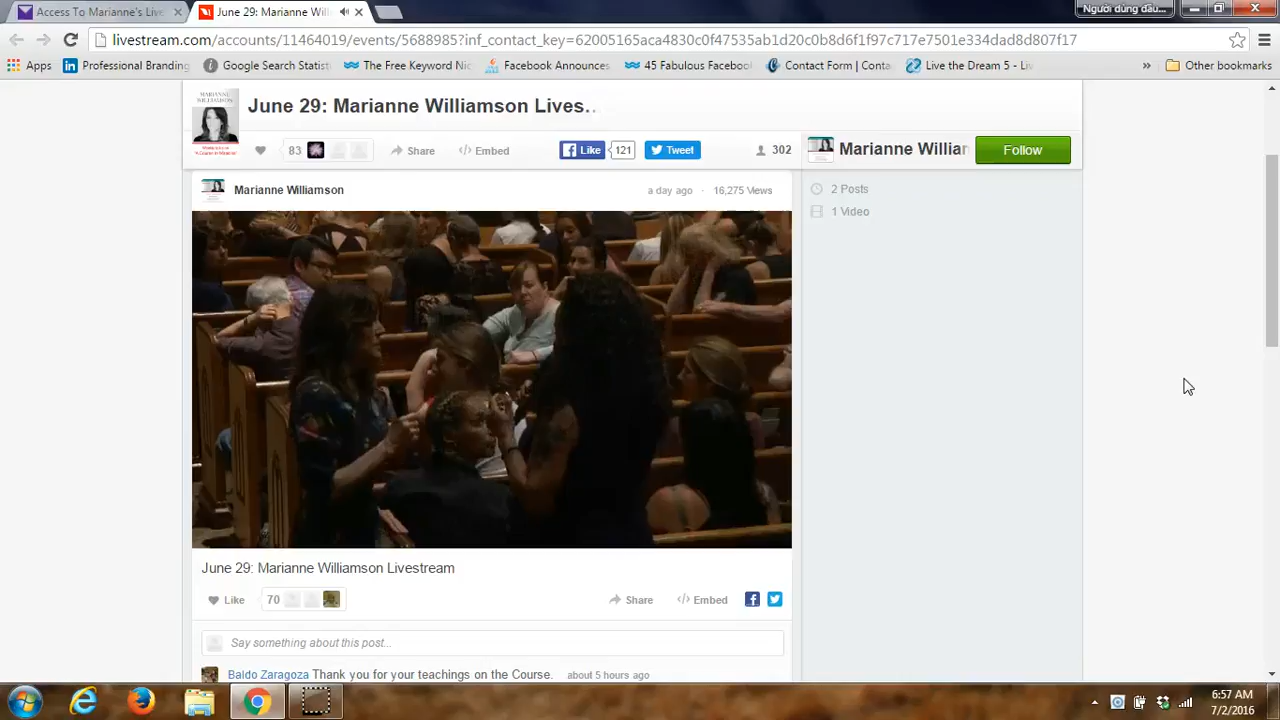 Access To Marianne's Liv
June 29: Marianne Will
Người dùng đầu...
livestream.com/accounts/11464019/events/5688985?inf_contact_key=62005165aca4830c0f47535ab1d20c0b8d6f1f97c717e7501e334dad8d807f17
Apps
Professional Branding
Google Search Statist
The Free Keyword Nic
Facebook Announces
45 Fabulous Facebook
Contact Form | Conta
Live the Dream 5 - Liv
»
Other bookmarks
June 29: Marianne Williamson Lives...
83
Share
Embed
Like
121
Tweet
302
Marianne Williar
Follow
Marianne Williamson
a day ago · 16,275 Views
2 Posts
1 Video
June 29: Marianne Williamson Livestream
Like
70
Share
Embed
Say something about this post...
Baldo Zaragoza Thank you for your teachings on the Course. about 5 hours ago
6:57 AM
7/2/2016